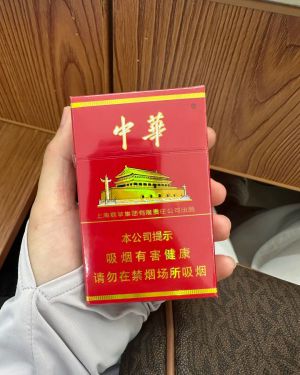 中華
上海烟草集团有限责任公司出品
本公司提示
吸烟有害健康
请勿在禁烟场所吸烟